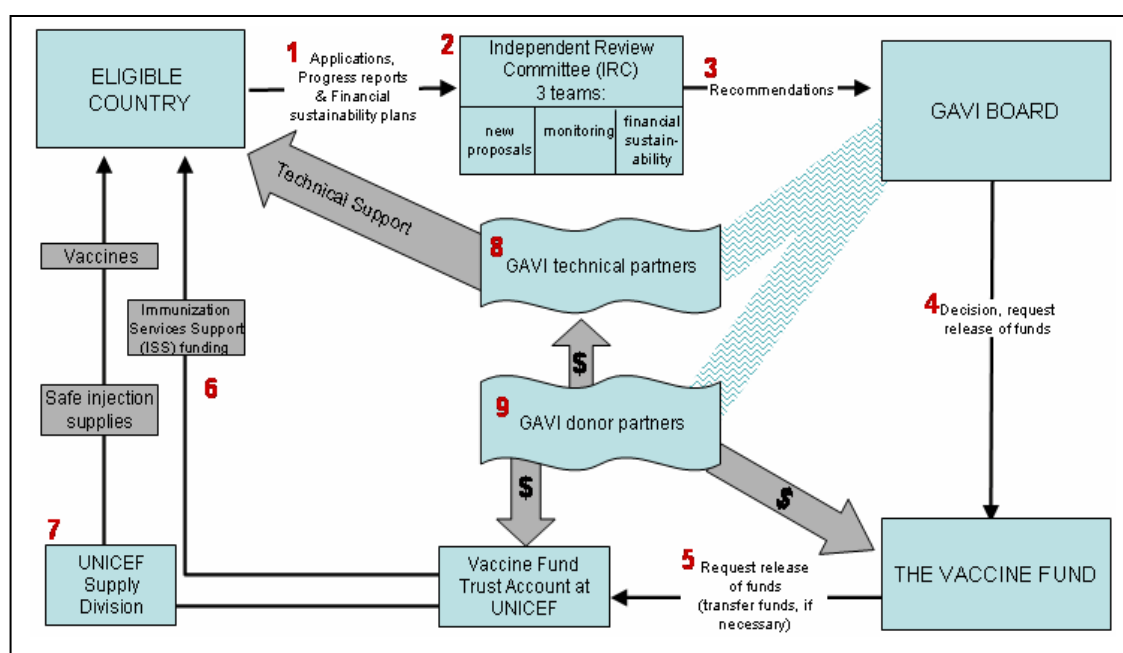 ELIGIBLE
COUNTRY
1
Applications,
Progress reports
& Financial
sustainability plans
2
Independent Review
Committee (IRC)
3 teams:
new
proposals
monitoring
financial
sustain-
ability
3
Recommendations
GAVI BOARD
Technical Support
8
GAVI technical partners
4
Decision, request
release of funds
Vaccines
Immunization
Services Support
(ISS) funding
6
Safe injection
supplies
$
9
GAVI donor partners
$
$
7
UNICEF
Supply
Division
Vaccine Fund
Trust Account at
UNICEF
5
Request release
of funds
(transfer funds, if
necessary)
THE VACCINE FUND